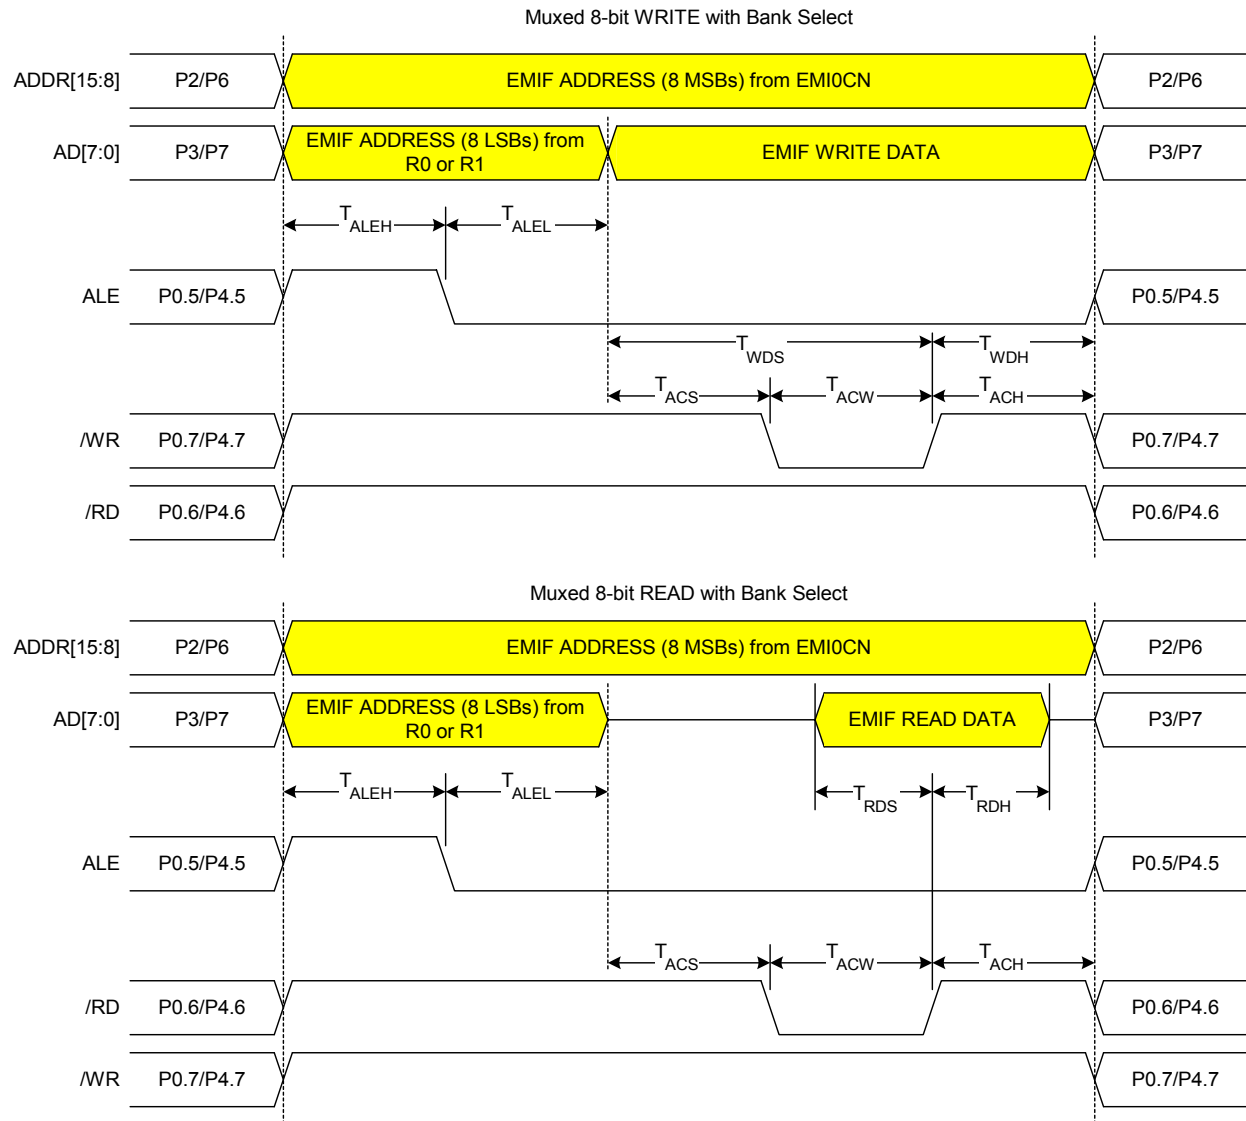 Muxed 8-bit WRITE with Bank Select
ADDR[15:8] P2/P6 EMIF ADDRESS (8 MSBs) from EMI0CN P2/P6
AD[7:0] P3/P7 EMIF ADDRESS (8 LSBs) from R0 or R1 EMIF WRITE DATA P3/P7
TALEH TALEL
ALE P0.5/P4.5 P0.5/P4.5
TWDS TWDH
TACS TACW TACH
/WR P0.7/P4.7 P0.7/P4.7
/RD P0.6/P4.6 P0.6/P4.6
Muxed 8-bit READ with Bank Select
ADDR[15:8] P2/P6 EMIF ADDRESS (8 MSBs) from EMI0CN P2/P6
AD[7:0] P3/P7 EMIF ADDRESS (8 LSBs) from R0 or R1 EMIF READ DATA P3/P7
TALEH TALEL TRDS TRDH
ALE P0.5/P4.5 P0.5/P4.5
TACS TACW TACH
/RD P0.6/P4.6 P0.6/P4.6
/WR P0.7/P4.7 P0.7/P4.7